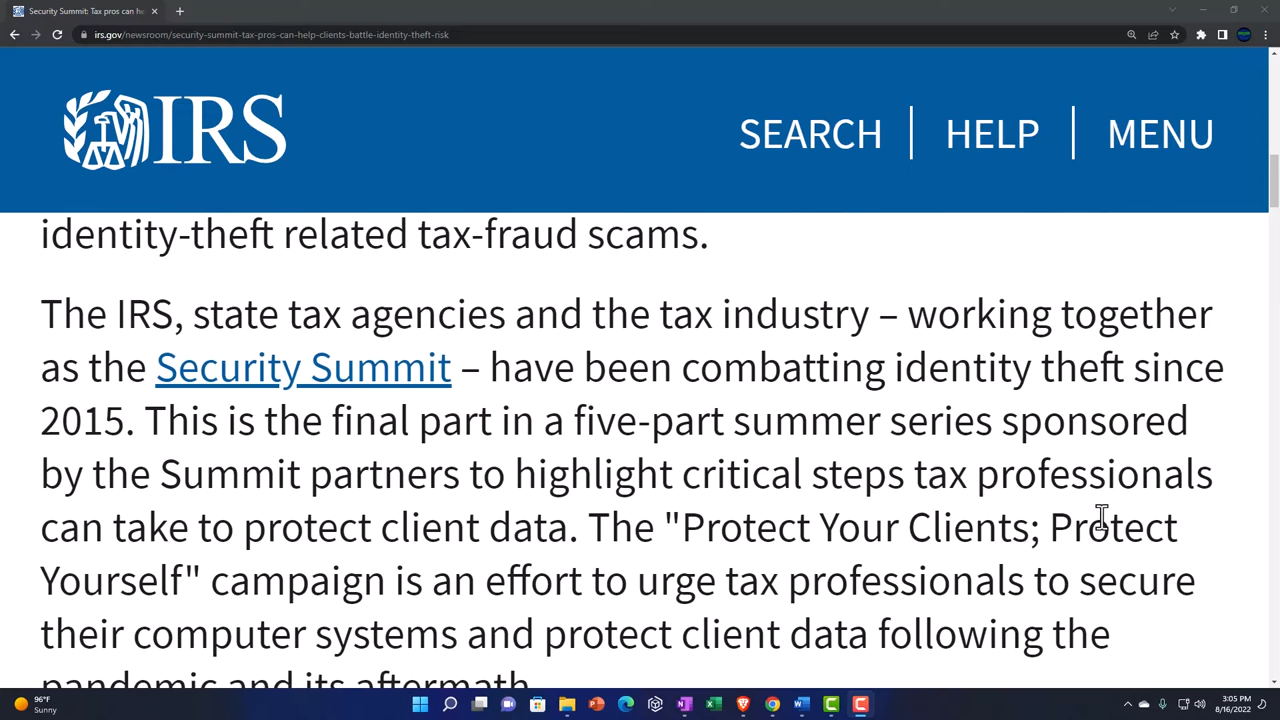 Security Summit: Tax pros can he
irs.gov/newsroom/security-summit-tax-pros-can-help-clients-battle-identity-theft-risk
IRS
SEARCH
HELP
MENU
identity-theft related tax-fraud scams.
The IRS, state tax agencies and the tax industry – working together
as the Security Summit – have been combatting identity theft since
2015. This is the final part in a five-part summer series sponsored
by the Summit partners to highlight critical steps tax professionals
can take to protect client data. The "Protect Your Clients; Protect
Yourself" campaign is an effort to urge tax professionals to secure
their computer systems and protect client data following the
pandemic and its aftermath.
96°F
Sunny
3:05 PM
8/16/2022